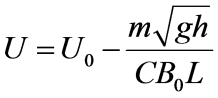 U = U₀ − m√(gh) / CB₀L